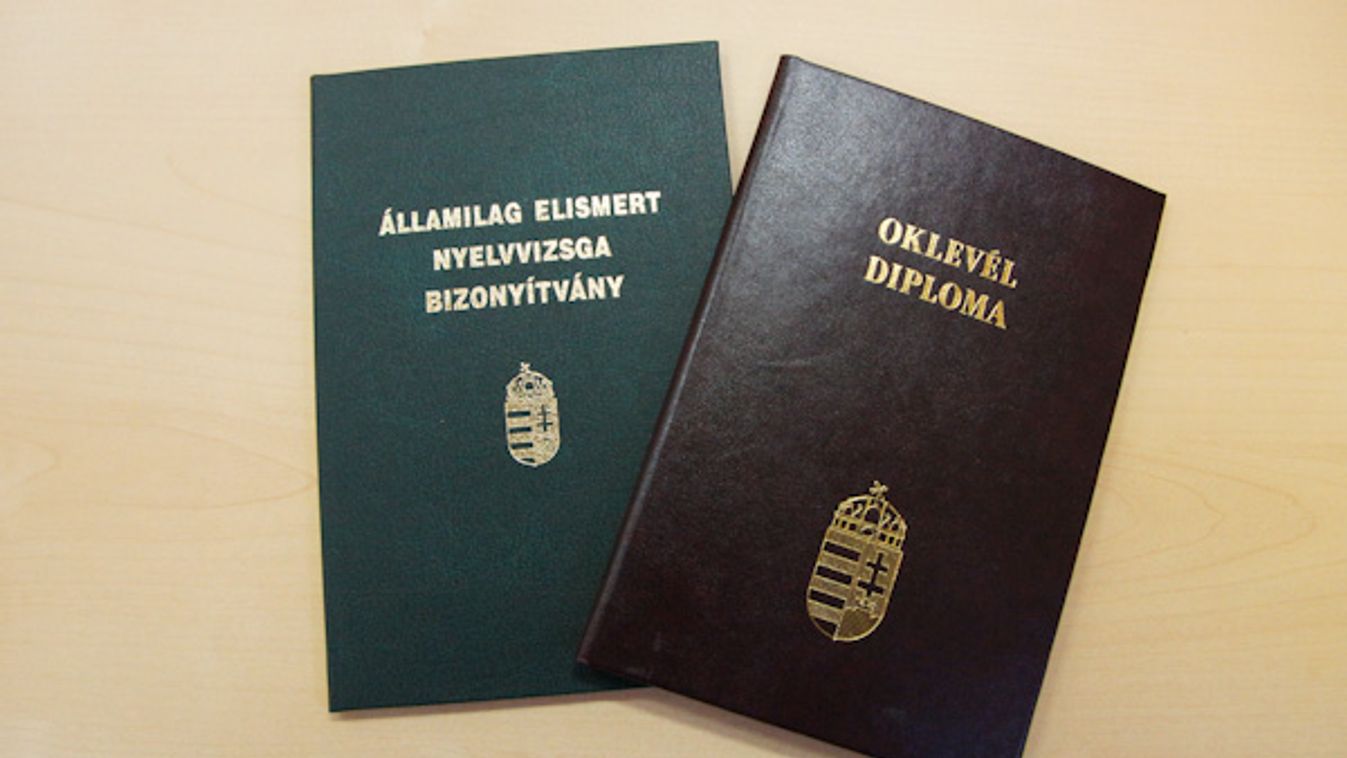 ÁLLAMILAG ELISMERT
NYELVVIZSGA
BIZONYÍTVÁNY
OKLEVÉL
DIPLOMA